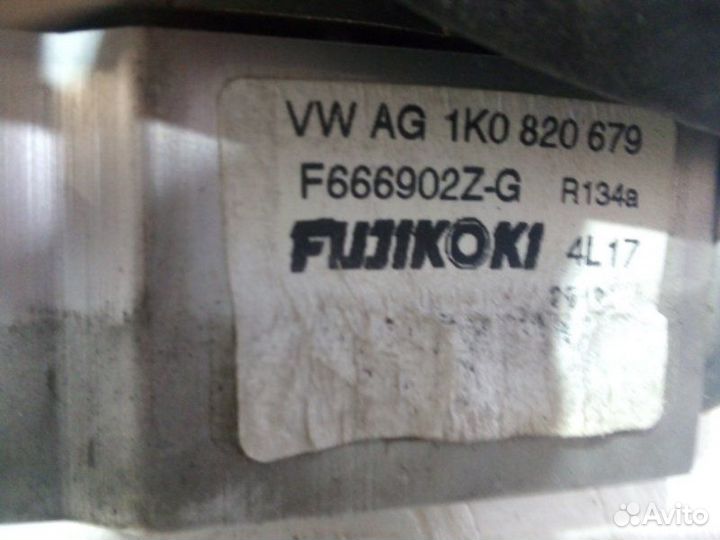 VW AG 1K0 820 679
F666902Z-G R134a
FUJIKOKI 4L17
Avito